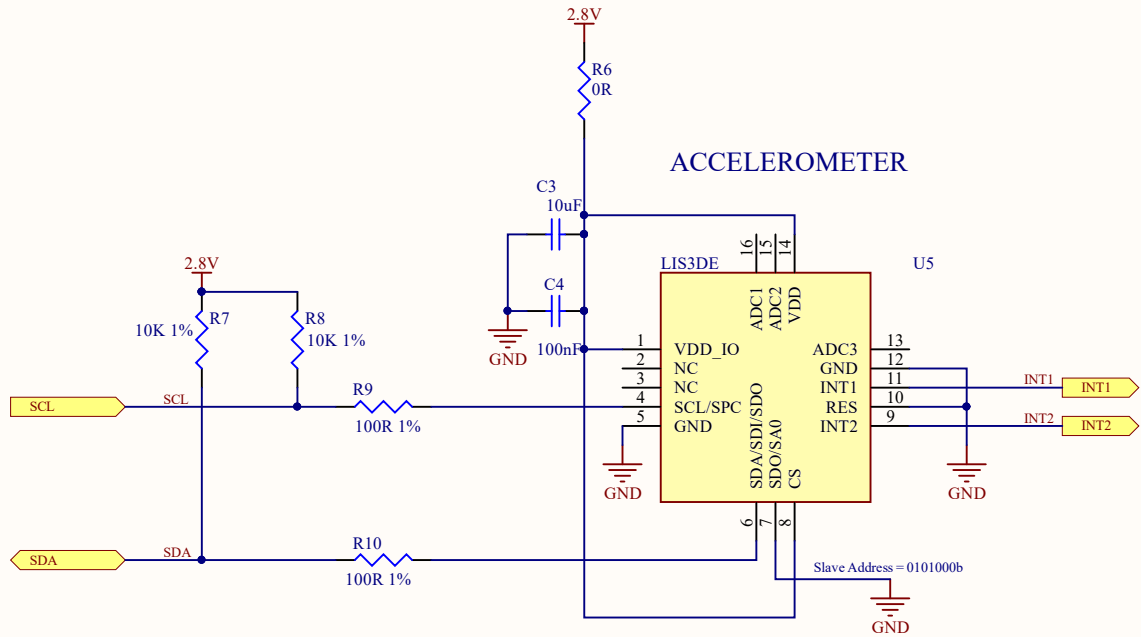 2.8V
R6
0R
ACCELEROMETER
C3
10uF
16
15
14
2.8V
LIS3DE
U5
C4
ADC1
ADC2
VDD
R7
10K 1%
R8
10K 1%
GND
100nF
1
VDD_IO
ADC3
13
2
NC
GND
12
3
NC
INT1
11
INT1
INT1
SCL
SCL
R9
100R 1%
4
SCL/SPC
RES
10
5
GND
INT2
9
INT2
INT2
SDA/SDI/SDO
SDO/SA0
CS
GND
GND
6
7
8
SDA
SDA
R10
100R 1%
Slave Address = 0101000b
GND